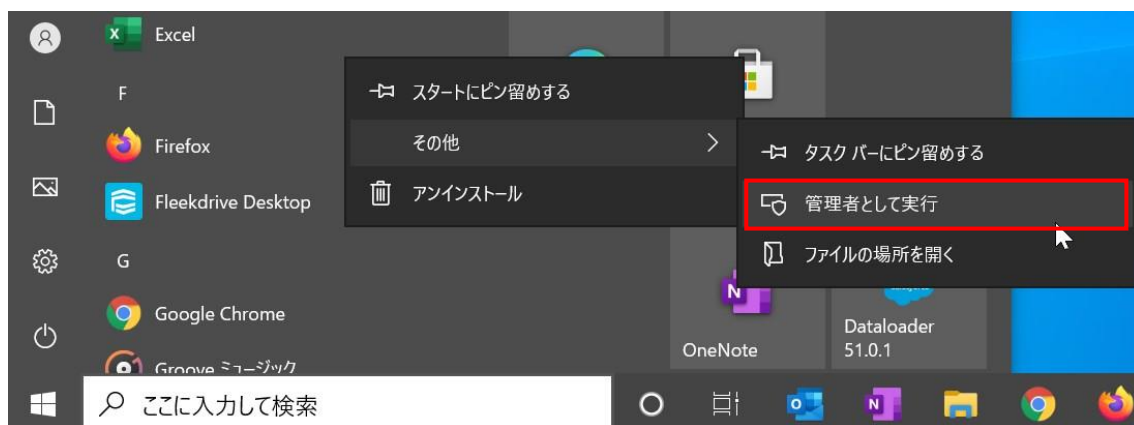 Excel
F
Firefox
Fleekdrive Desktop
G
Google Chrome
Groove ミュージック
スタートにピン留めする
その他
アンインストール
タスク バーにピン留めする
管理者として実行
ファイルの場所を開く
OneNote
Dataloader
51.0.1
ここに入力して検索